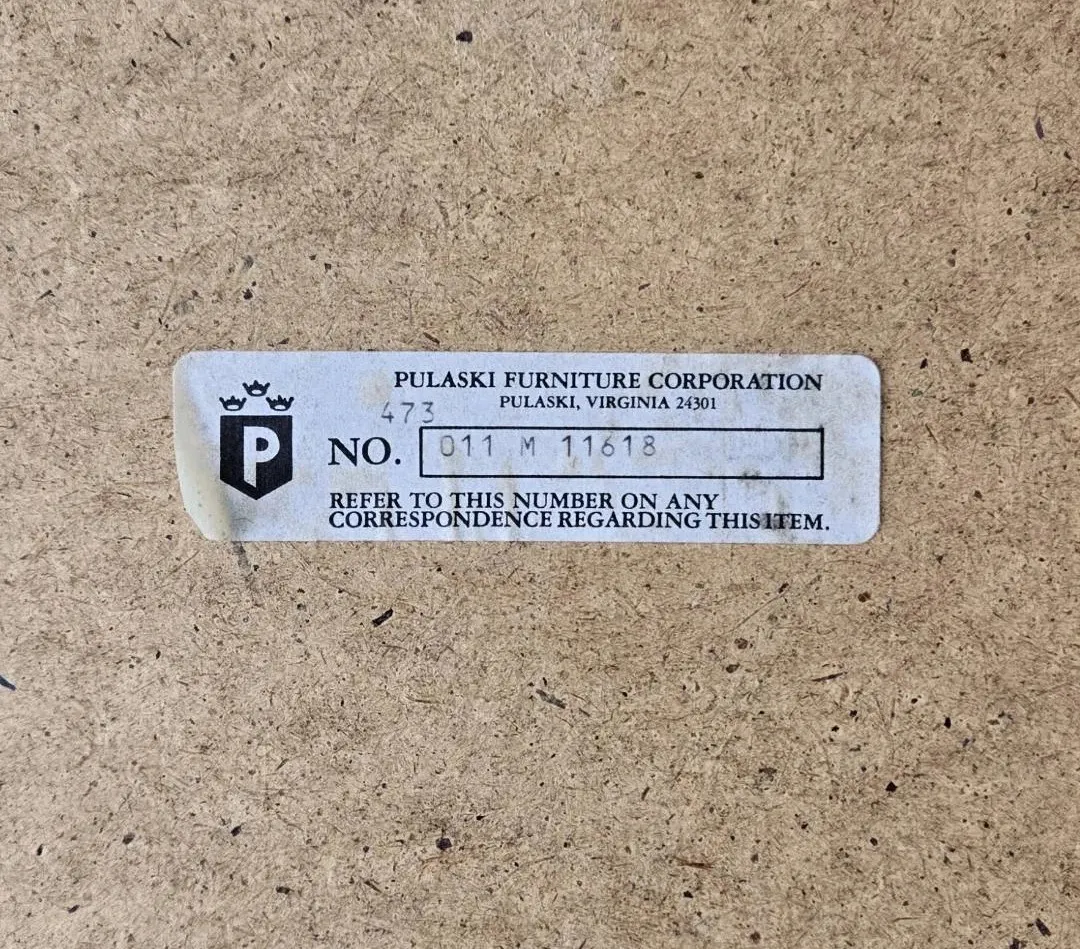 PULASKI FURNITURE CORPORATION
PULASKI, VIRGINIA 24301
473
P
NO. 011 M 11618
REFER TO THIS NUMBER ON ANY
CORRESPONDENCE REGARDING THIS ITEM.